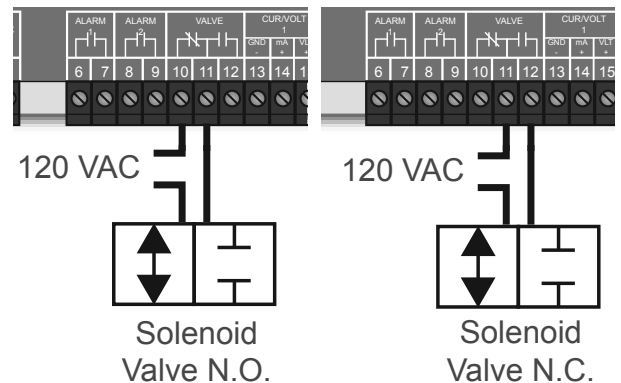 ALARM 1 ALARM 2 VALVE CUR/VOLT 1
GND - mA + VL
6 7 8 9 10 11 12 13 14 1
120 VAC
Solenoid
Valve N.O.
ALARM 1 ALARM 2 VALVE CUR/VOLT 1
GND - mA + VLT +
6 7 8 9 10 11 12 13 14 15
120 VAC
Solenoid
Valve N.C.